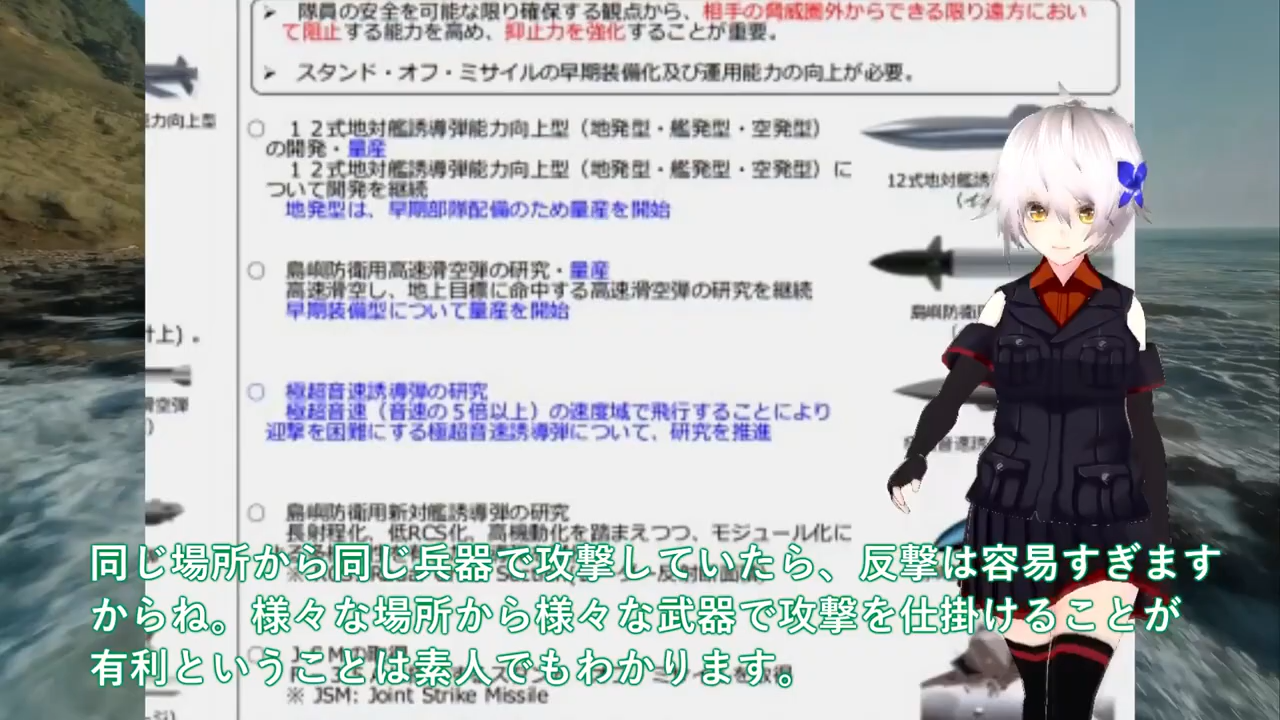 ➢ 隊員の安全を可能な限り確保する観点から、相手の脅威圏外からできる限り遠方におい
て阻止する能力を高め、抑止力を強化することが重要。
➢ スタンド・オフ・ミサイルの早期装備化及び運用能力の向上が必要。
力向上型
○ １２式地対艦誘導弾能力向上型（地発型・艦発型・空発型）
の開発・量産
１２式地対艦誘導弾能力向上型（地発型・艦発型・空発型）に
ついて開発を継続
地発型は、早期部隊配備のため量産を開始
12式地対艦誘
（イメ
○ 島嶼防衛用高速滑空弾の研究・量産
高速滑空し、地上目標に命中する高速滑空弾の研究を継続
早期装備型について量産を開始
島嶼防衛
計上）。
滑空弾
○ 極超音速誘導弾の研究
極超音速（音速の５倍以上）の速度域で飛行することにより
迎撃を困難にする極超音速誘導弾について、研究を推進
音速誘
○ 島嶼防衛用新対艦誘導弾の研究
長射程化、低RCS化、高機動化を踏まえつつ、モジュール化に
同じ場所から同じ兵器で攻撃していたら、反撃は容易すぎます
からね。様々な場所から様々な武器で攻撃を仕掛けることが
有利ということは素人でもわかります。
○ JSMの取得
※ JSM: Joint Strike Missile